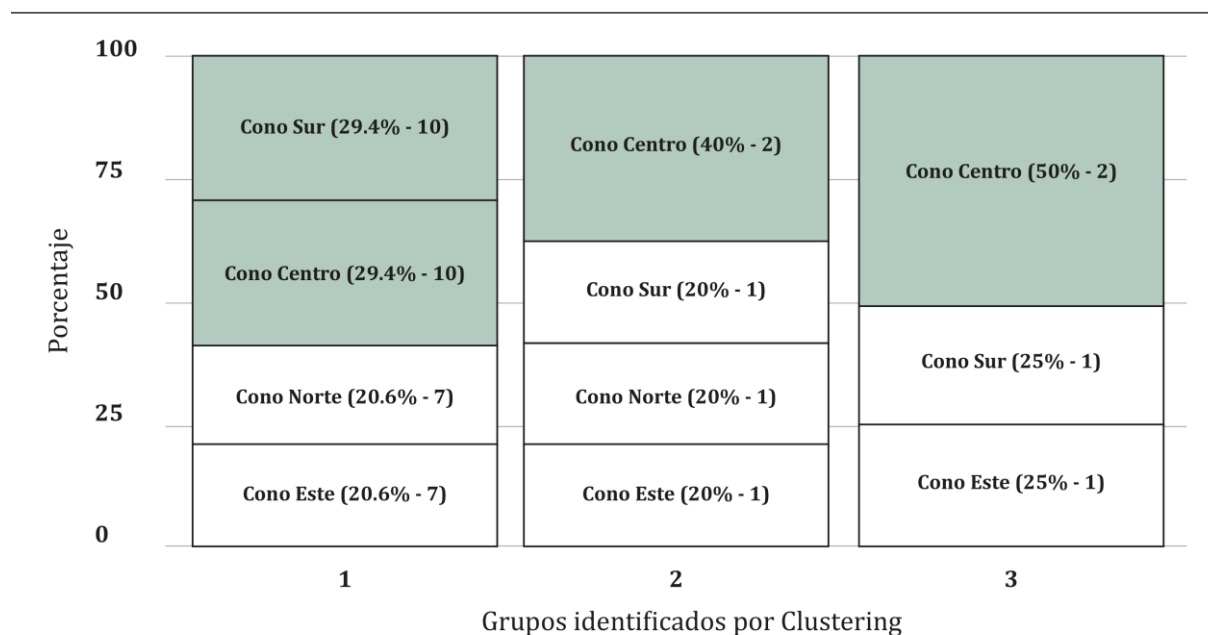 100
75
50
25
0
Porcentaje
Cono Sur (29.4% - 10)
Cono Centro (29.4% - 10)
Cono Norte (20.6% - 7)
Cono Este (20.6% - 7)
Cono Centro (40% - 2)
Cono Sur (20% - 1)
Cono Norte (20% - 1)
Cono Este (20% - 1)
Cono Centro (50% - 2)
Cono Sur (25% - 1)
Cono Este (25% - 1)
1
2
3
Grupos identificados por Clustering